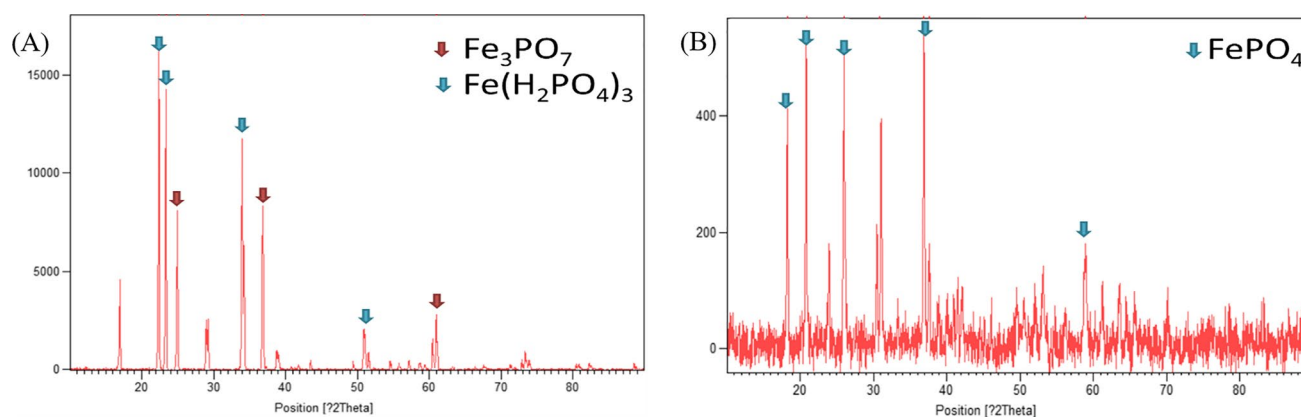 (A)
Fe₃PO₇
Fe(H₂PO₄)₃
15000
10000
5000
0
20 30 40 50 60 70 80
Position [?2Theta]
(B)
FePO₄
400
200
0
20 30 40 50 60 70 80
Position [?2Theta]